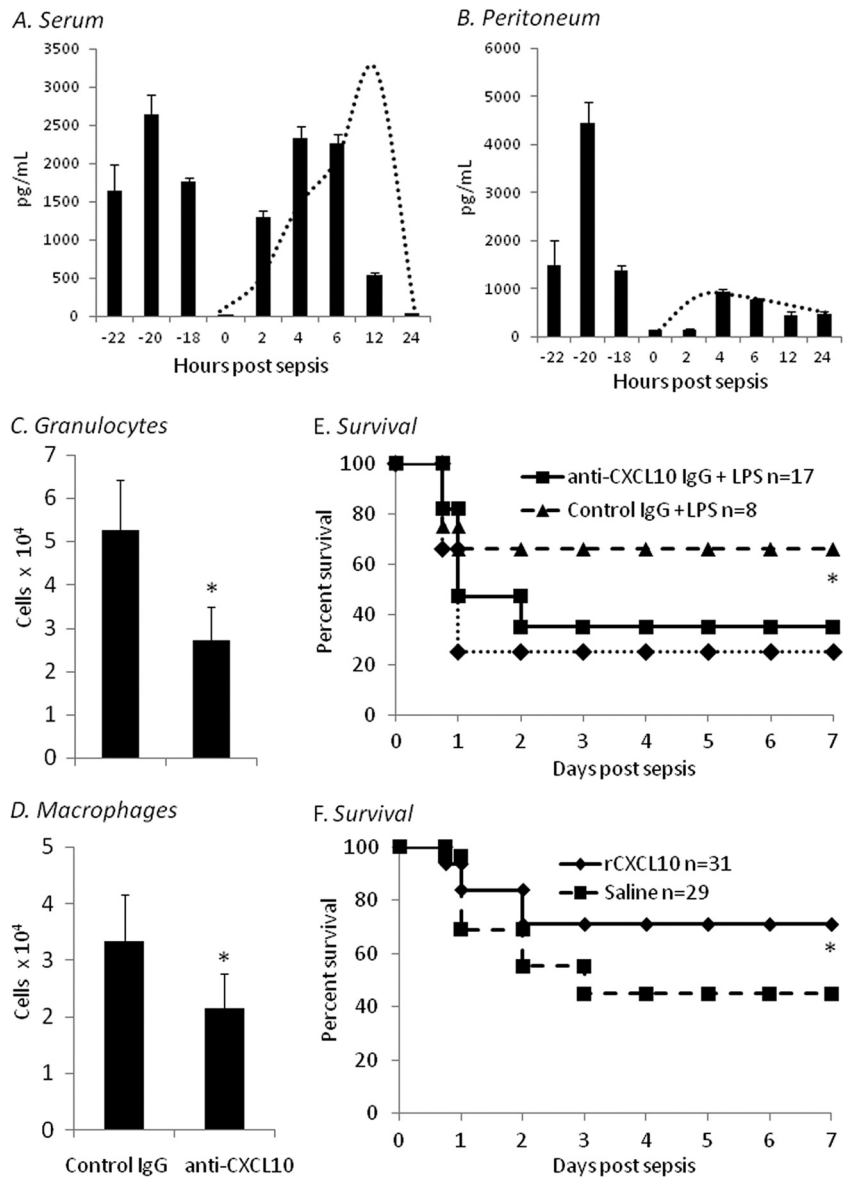 A. Serum
3500
3000
2500
2000
1500
1000
500
0
pg/mL
-22 -20 -18 0 2 4 6 12 24
Hours post sepsis
B. Peritoneum
6000
5000
4000
3000
2000
1000
0
pg/mL
-22 -20 -18 0 2 4 6 12 24
Hours post sepsis
C. Granulocytes
7
6
5
4
3
2
1
0
Cells x 10⁴
*
E. Survival
100
80
60
40
20
0
Percent survival
anti-CXCL10 IgG + LPS n=17
Control IgG +LPS n=8
*
0 1 2 3 4 5 6 7
Days post sepsis
D. Macrophages
5
4
3
2
1
0
Cells x10⁴
*
Control IgG anti-CXCL10
F. Survival
100
80
60
40
20
0
Percent survival
rCXCL10 n=31
Saline n=29
*
0 1 2 3 4 5 6 7
Days post sepsis